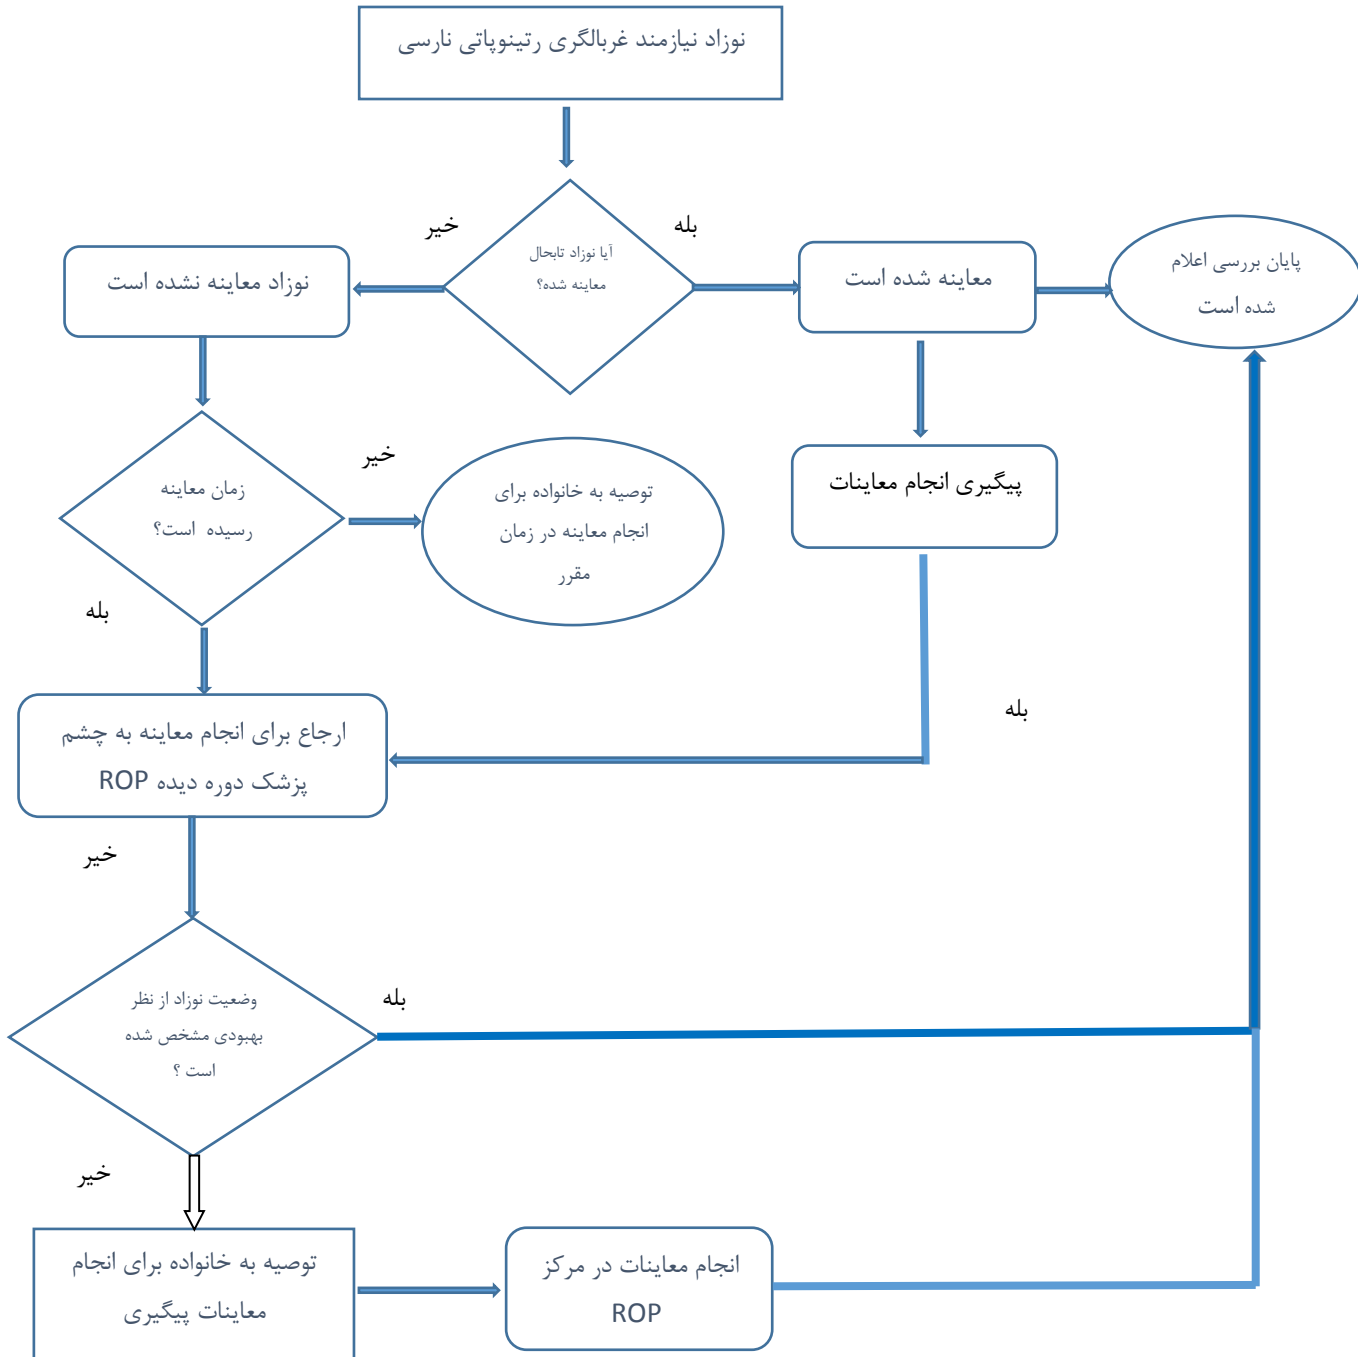 نوزاد نیازمند غربالگری رتینوپاتی نارسی
خیر
بله
آیا نوزاد تابحال
معاینه شده؟
نوزاد معاینه نشده است
معاینه شده است
پایان بررسی اعلام
شده است
زمان معاینه
رسیده است؟
خیر
توصیه به خانواده برای
انجام معاینه در زمان
مقرر
پیگیری انجام معاینات
بله
بله
ارجاع برای انجام معاینه به چشم
پزشک دوره دیده ROP
خیر
وضعیت نوزاد از نظر
بهبودی مشخص شده
است ؟
بله
خیر
توصیه به خانواده برای انجام
معاینات پیگیری
انجام معاینات در مرکز
ROP